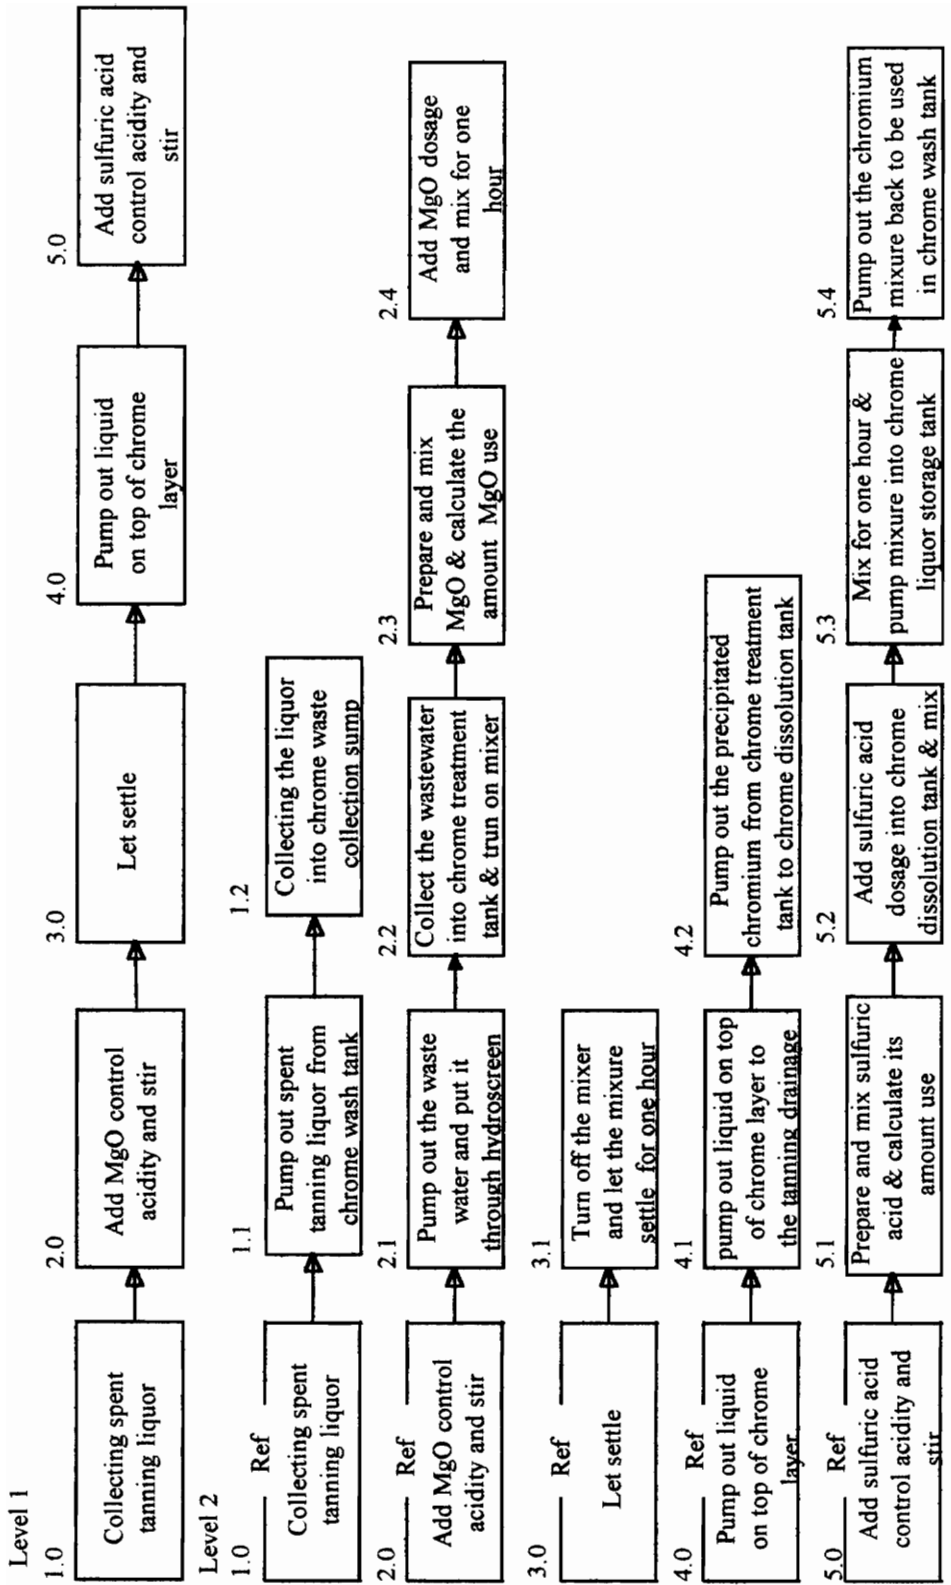 Level 1
1.0
Collecting spent
tanning liquor
2.0
Add MgO control
acidity and stir
3.0
Let settle
4.0
Pump out liquid
on top of chrome
layer
5.0
Add sulfuric acid
control acidity and
stir
Level 2
1.0 Ref
Collecting spent
tanning liquor
1.1
Pump out spent
tanning liquor from
chrome wash tank
1.2
Collecting the liquor
into chrome waste
collection sump
2.0 Ref
Add MgO control
acidity and stir
2.1
Pump out the waste
water and put it
through hydroscreen
2.2
Collect the wastewater
into chrome treatment
tank & trun on mixer
2.3
Prepare and mix
MgO & calculate the
amount MgO use
2.4
Add MgO dosage
and mix for one
hour
3.0 Ref
Let settle
3.1
Turn off the mixer
and let the mixure
settle for one hour
4.0 Ref
Pump out liquid
on top of chrome
layer
4.1
pump out liquid on top
of chrome layer to
the tanning drainage
4.2
Pump out the precipitated
chromium from chrome treatment
tank to chrome dissolution tank
5.0 Ref
Add sulfuric acid
control acidity and
stir
5.1
Prepare and mix sulfuric
acid & calculate its
amount use
5.2
Add sulfuric acid
dosage into chrome
dissolution tank & mix
5.3
Mix for one hour &
pump mixure into chrome
liquor storage tank
5.4
Pump out the chromium
mixure back to be used
in chrome wash tank